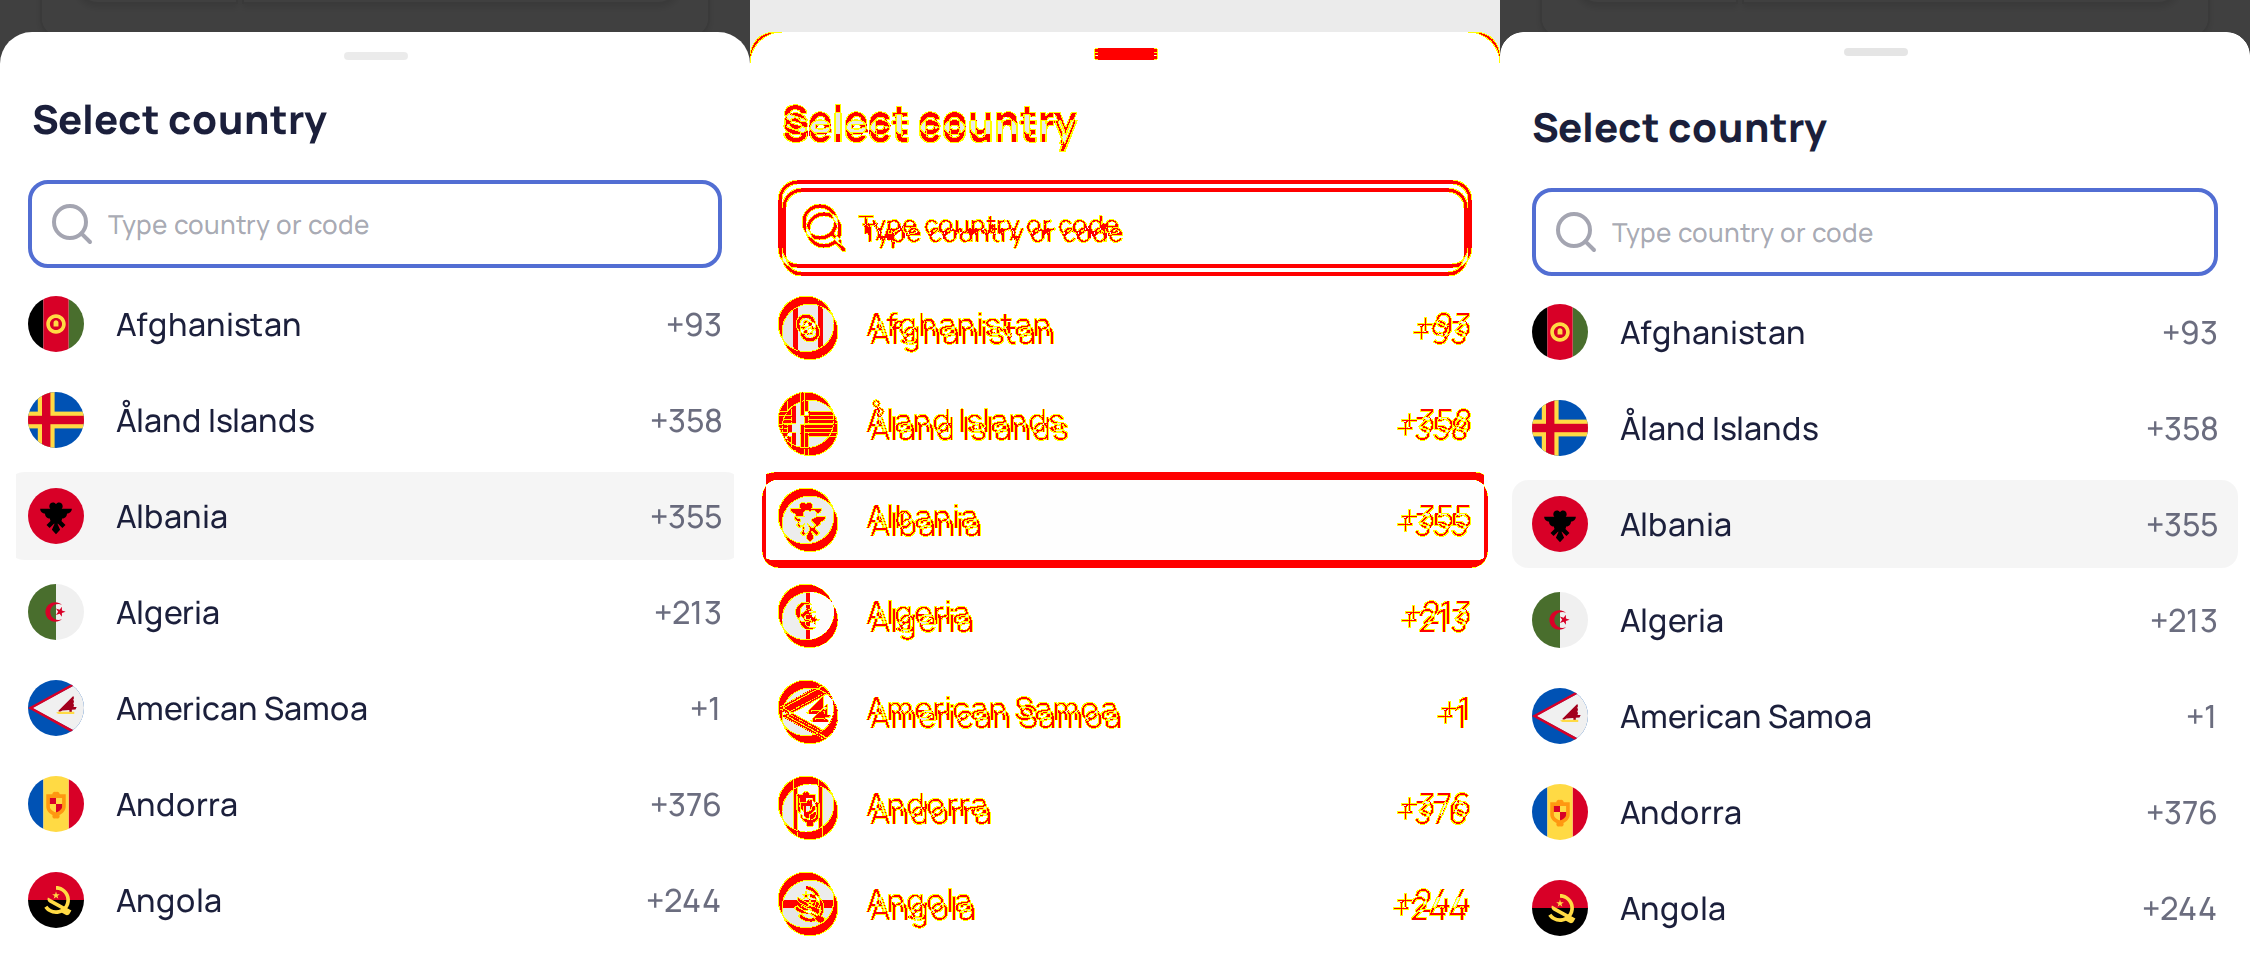 Select country
Type country or code
Afghanistan +93
Åland Islands +358
Albania +355
Algeria +213
American Samoa +1
Andorra +376
Angola +244
Select country
Type country or code
Afghanistan +93
Åland Islands +358
Albania +355
Algeria +213
American Samoa +1
Andorra +376
Angola +244
Select country
Type country or code
Afghanistan +93
Åland Islands +358
Albania +355
Algeria +213
American Samoa +1
Andorra +376
Angola +244